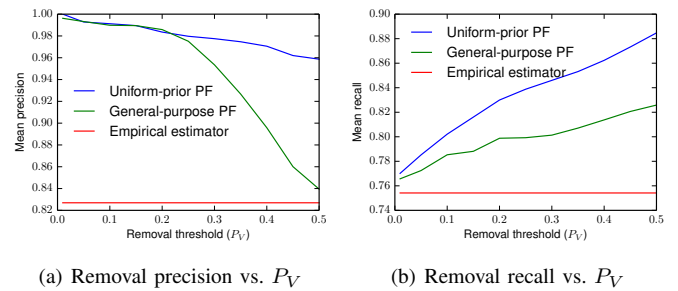 1.00
0.98
0.96
0.94
0.92
0.90
0.88
0.86
0.84
0.82
Mean precision
Uniform-prior PF
General-purpose PF
Empirical estimator
0.0 0.1 0.2 0.3 0.4 0.5
Removal threshold (P_V)
(a) Removal precision vs. P_V
0.90
0.88
0.86
0.84
0.82
0.80
0.78
0.76
0.74
Mean recall
Uniform-prior PF
General-purpose PF
Empirical estimator
0.0 0.1 0.2 0.3 0.4 0.5
Removal threshold (P_V)
(b) Removal recall vs. P_V